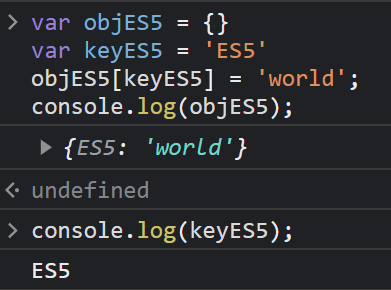 var objES5 = {}
var keyES5 = 'ES5'
objES5[keyES5] = 'world';
console.log(objES5);
{ES5: 'world'}
undefined
console.log(keyES5);
ES5